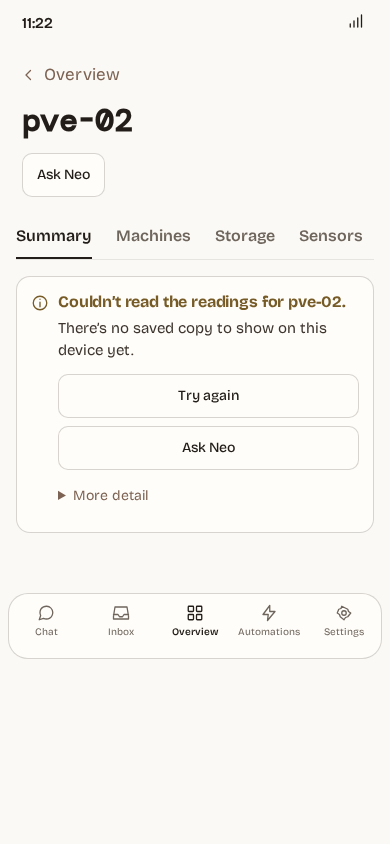 11:22
Overview
pve-02
Ask Neo
Summary Machines Storage Sensors
Couldn't read the readings for pve-02.
There's no saved copy to show on this
device yet.
Try again
Ask Neo
More detail
Chat Inbox Overview Automations Settings